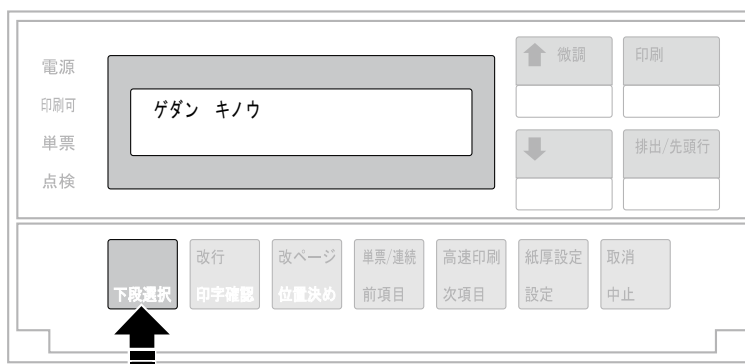 電源
印刷可
単票
点検
ゲダン キノウ
微調
印刷
排出/先頭行
下段選択
改行
印字確認
改ページ
位置決め
単票/連続
前項目
高速印刷
次項目
紙厚設定
設定
取消
中止